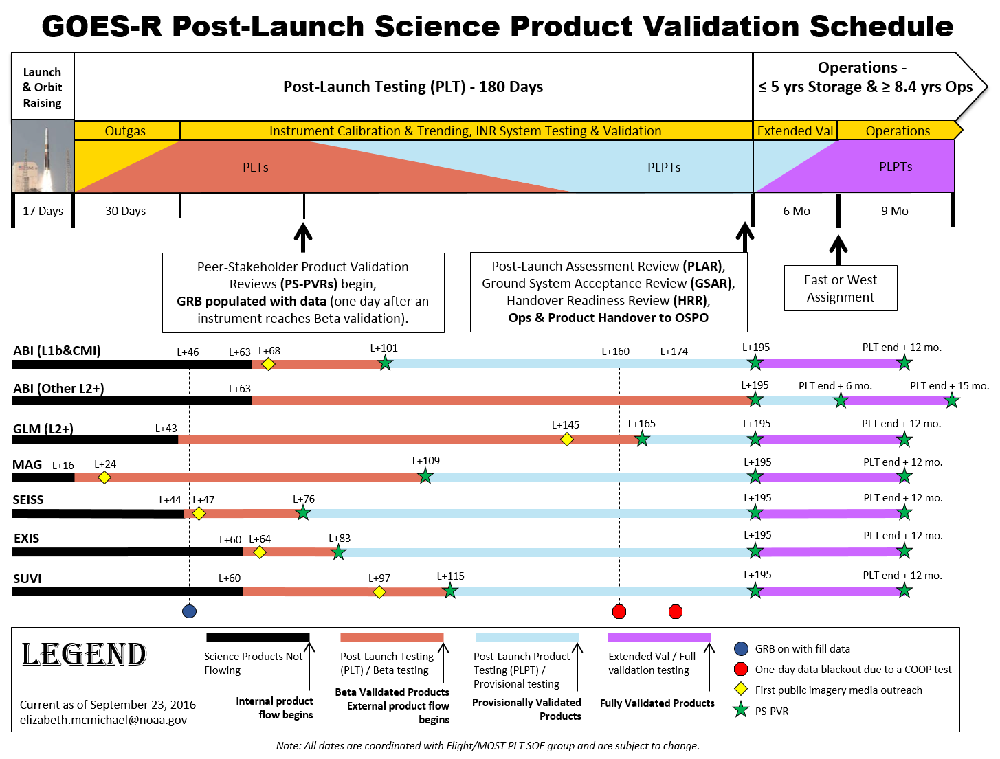 GOES-R Post-Launch Science Product Validation Schedule
Launch
& Orbit
Raising
Post-Launch Testing (PLT) - 180 Days
Operations -
≤ 5 yrs Storage & ≥ 8.4 yrs Ops
Outgas
Instrument Calibration & Trending, INR System Testing & Validation
Extended Val
Operations
PLTs
PLPTs
PLPTs
17 Days
30 Days
6 Mo
9 Mo
Peer-Stakeholder Product Validation
Reviews (PS-PVRs) begin,
GRB populated with data (one day after an
instrument reaches Beta validation).
Post-Launch Assessment Review (PLAR),
Ground System Acceptance Review (GSAR),
Handover Readiness Review (HRR),
Ops & Product Handover to OSPO
East or West
Assignment
ABI (L1b&CMI)
L+46
L+63
L+68
L+101
L+160
L+174
L+195
PLT end + 12 mo.
ABI (Other L2+)
L+63
L+195
PLT end + 6 mo.
PLT end + 15 mo.
GLM (L2+)
L+43
L+145
L+165
L+195
PLT end + 12 mo.
MAG
L+16
L+24
L+109
L+195
PLT end + 12 mo.
SEISS
L+44
L+47
L+76
L+195
PLT end + 12 mo.
EXIS
L+60
L+64
L+83
L+195
PLT end + 12 mo.
SUVI
L+60
L+97
L+115
L+195
PLT end + 12 mo.
LEGEND
Current as of September 23, 2016
elizabeth.mcmichael@noaa.gov
Science Products Not
Flowing
Internal product
flow begins
Post-Launch Testing
(PLT) / Beta testing
Beta Validated Products
External product flow
begins
Post-Launch Product
Testing (PLPT) /
Provisional testing
Provisionally Validated
Products
Extended Val / Full
validation testing
Fully Validated Products
GRB on with fill data
One-day data blackout due to a COOP test
First public imagery media outreach
PS-PVR
Note: All dates are coordinated with Flight/MOST PLT SOE group and are subject to change.